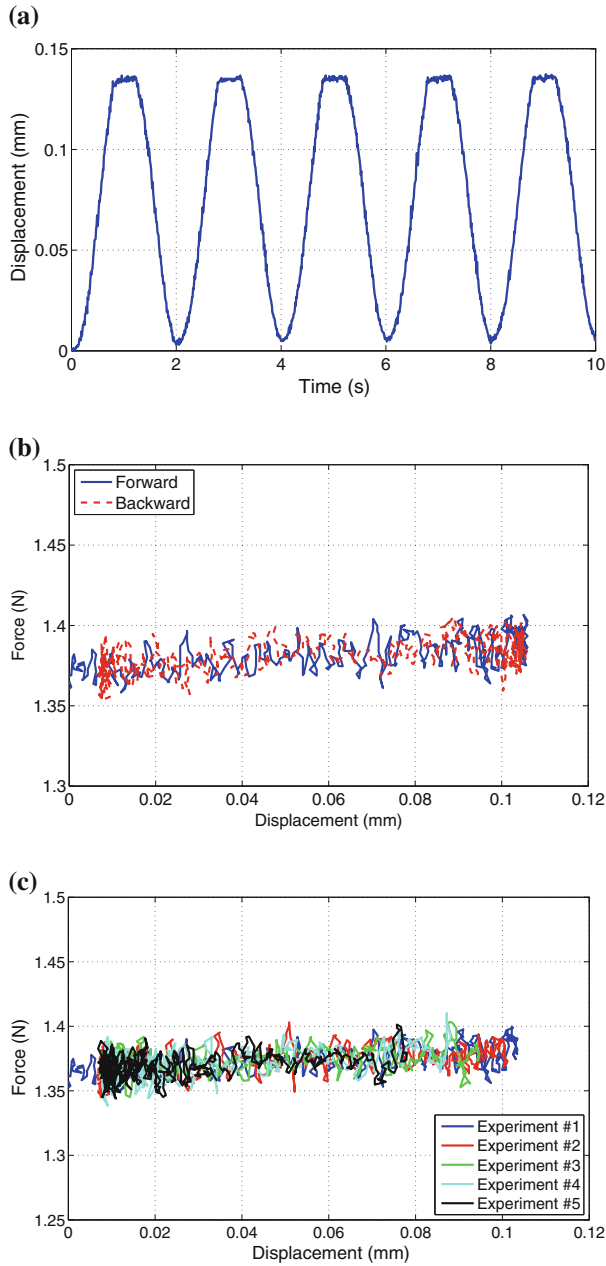 (a)
0.15
0.1
0.05
0
Displacement (mm)
0 2 4 6 8 10
Time (s)
(b)
1.5
1.45
1.4
1.35
1.3
Force (N)
Forward
Backward
0 0.02 0.04 0.06 0.08 0.1 0.12
Displacement (mm)
(c)
1.5
1.45
1.4
1.35
1.3
1.25
Force (N)
Experiment #1
Experiment #2
Experiment #3
Experiment #4
Experiment #5
0 0.02 0.04 0.06 0.08 0.1 0.12
Displacement (mm)